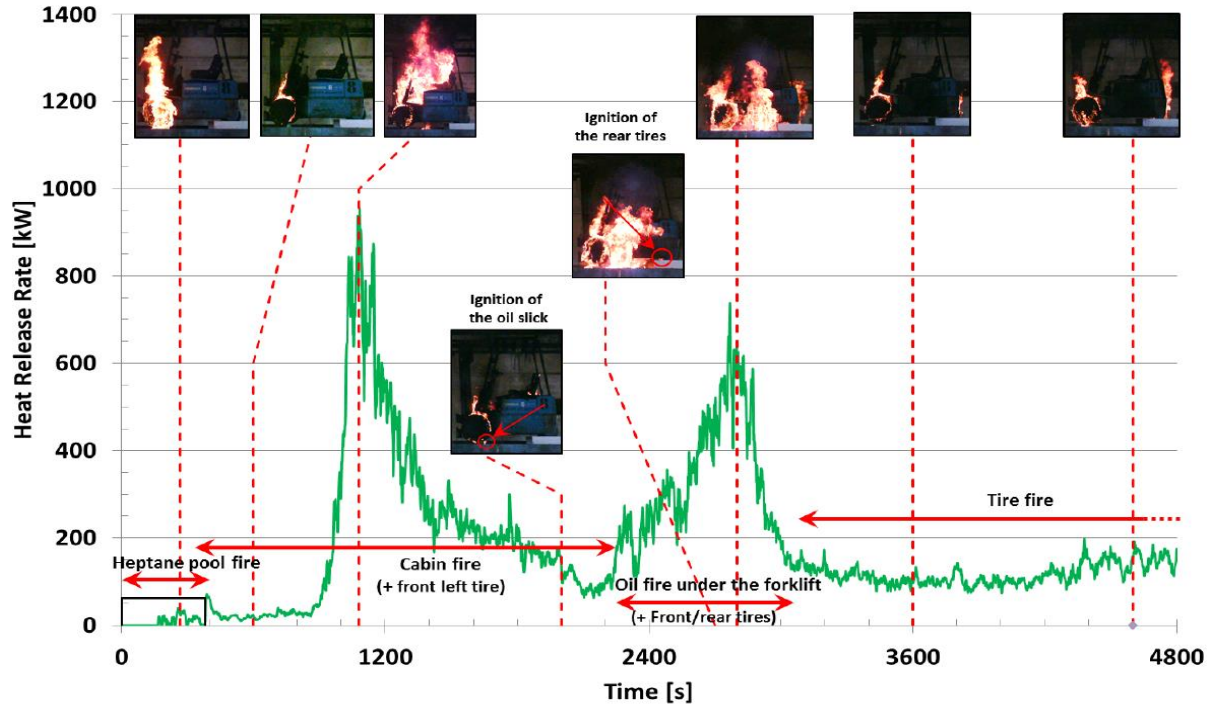 1400
1200
1000
800
600
400
200
0
Heat Release Rate [kW]
Ignition of
the rear tires
Ignition of
the oil slick
Tire fire
Heptane pool fire
Cabin fire
(+ front left tire)
Oil fire under the forklift
(+ Front/rear tires)
0
1200
2400
3600
4800
Time [s]